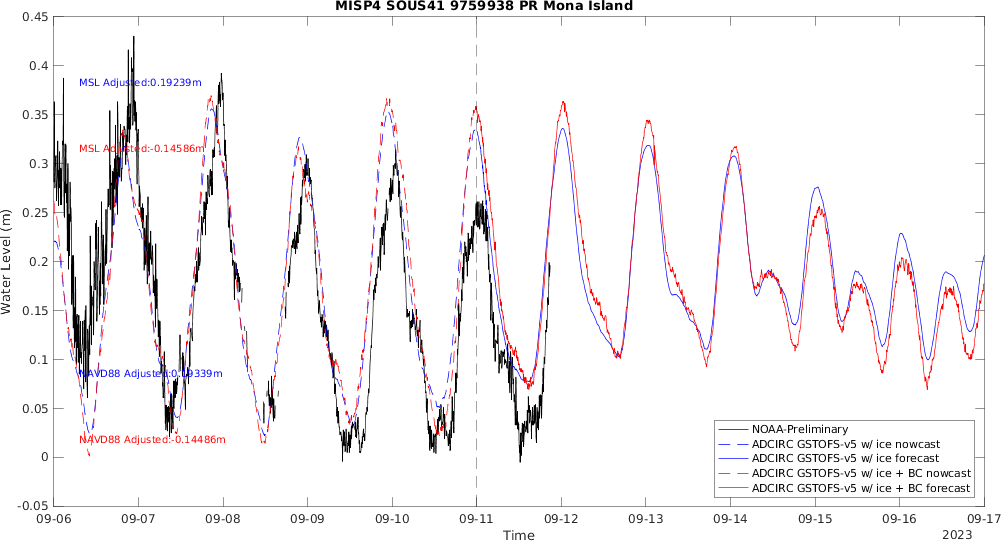 MISP4 SOUS41 9759938 PR Mona Island
0.45
0.4
0.35
0.3
0.25
0.2
0.15
0.1
0.05
0
-0.05
Water Level (m)
MSL Adjusted:0.19239m
MSL Adjusted:-0.14586m
NAVD88 Adjusted:0.19339m
NAVD88 Adjusted:-0.14486m
NOAA-Preliminary
ADCIRC GSTOFS-v5 w/ ice nowcast
ADCIRC GSTOFS-v5 w/ ice forecast
ADCIRC GSTOFS-v5 w/ ice + BC nowcast
ADCIRC GSTOFS-v5 w/ ice + BC forecast
09-06 09-07 09-08 09-09 09-10 09-11 09-12 09-13 09-14 09-15 09-16 09-17
Time
2023